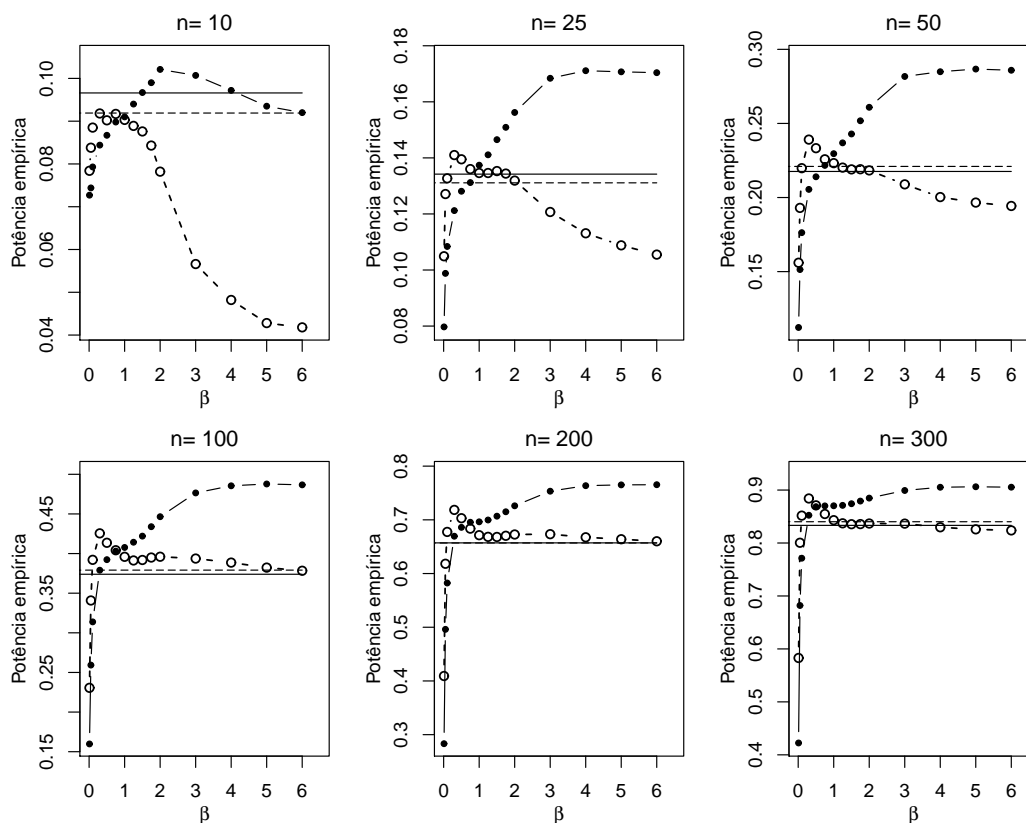 n= 10
Potência empírica
0.04
0.06
0.08
0.10
0 1 2 3 4 5 6
β
n= 25
Potência empírica
0.08
0.10
0.12
0.14
0.16
0.18
0 1 2 3 4 5 6
β
n= 50
Potência empírica
0.15
0.20
0.25
0.30
0 1 2 3 4 5 6
β
n= 100
Potência empírica
0.15
0.25
0.35
0.45
0 1 2 3 4 5 6
β
n= 200
Potência empírica
0.3
0.4
0.5
0.6
0.7
0.8
0 1 2 3 4 5 6
β
n= 300
Potência empírica
0.4
0.5
0.6
0.7
0.8
0.9
0 1 2 3 4 5 6
β